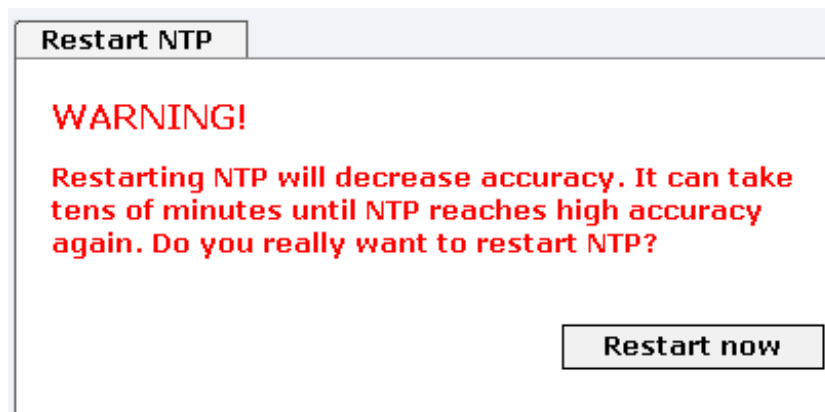 Restart NTP
WARNING!
Restarting NTP will decrease accuracy. It can take
tens of minutes until NTP reaches high accuracy
again. Do you really want to restart NTP?
Restart now